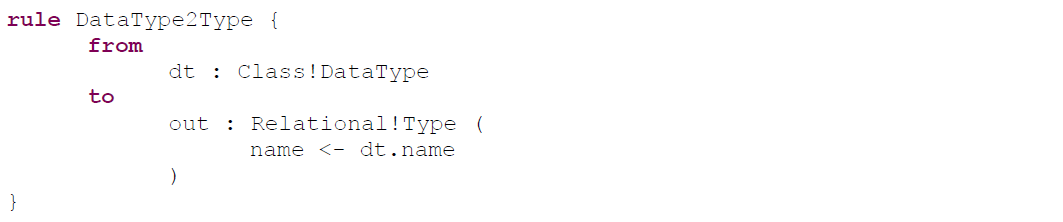 rule DataType2Type {
from
dt : Class!DataType
to
out : Relational!Type (
name <- dt.name
)
}